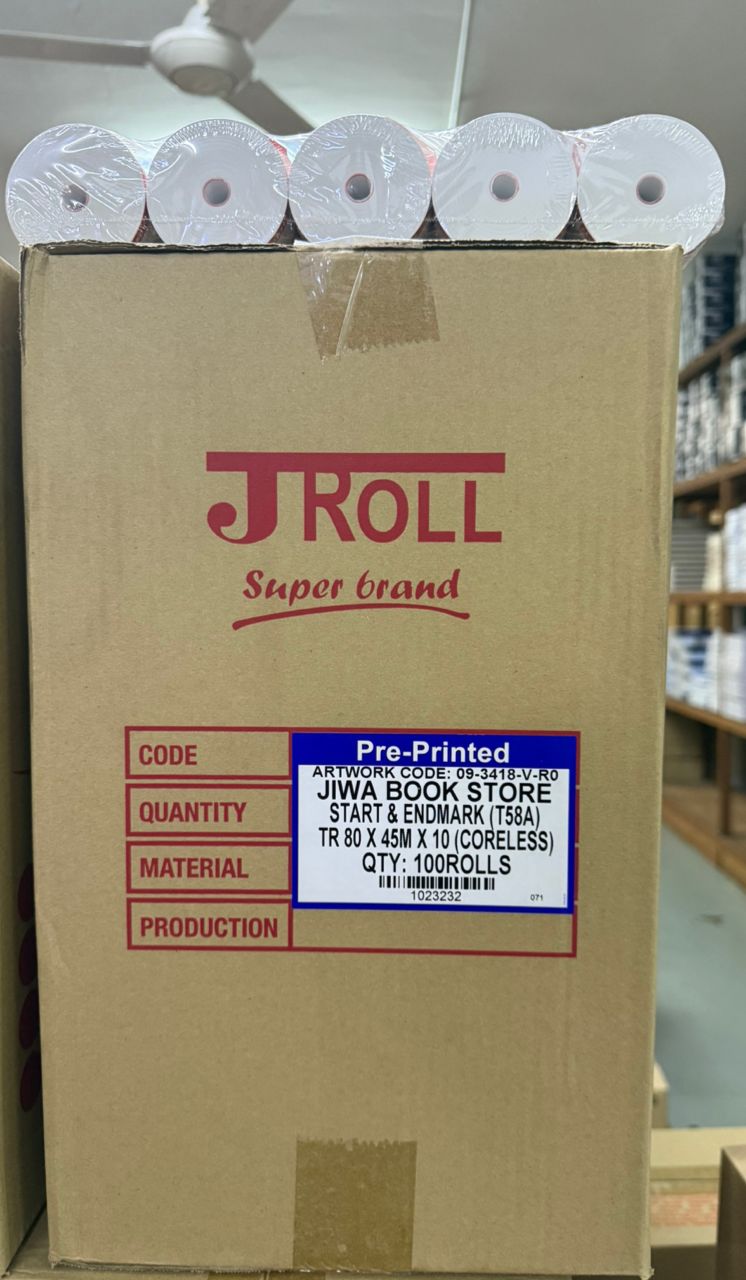 JROLL
Super brand
CODE
QUANTITY
MATERIAL
PRODUCTION
Pre-Printed
ARTWORK CODE: 09-3418-V-R0
JIWA BOOK STORE
START & ENDMARK (T58A)
TR 80 X 45M X 10 (CORELESS)
QTY: 100ROLLS
1023232
071